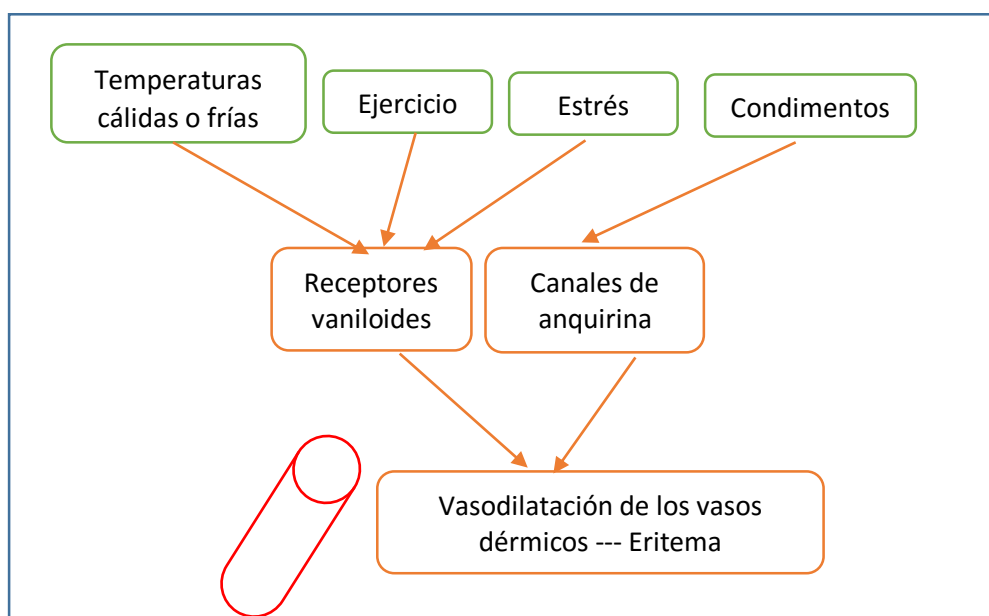 Temperaturas
cálidas o frías
Ejercicio
Estrés
Condimentos
Receptores
vaniloides
Canales de
anquirina
Vasodilatación de los vasos
dérmicos --- Eritema